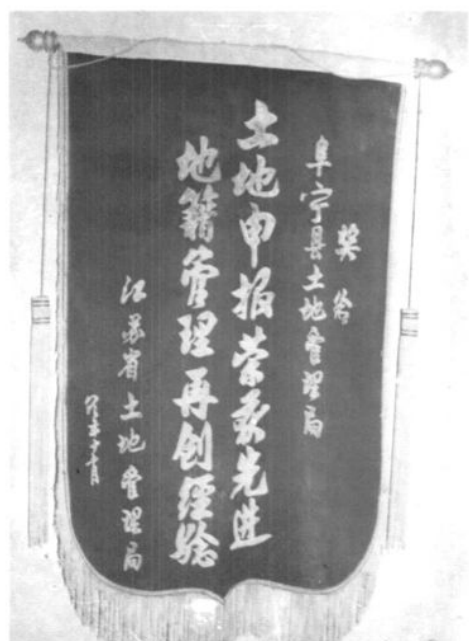 奖给
阜宁县土地管理局
土地申报荣获先进
地籍管理再创经验
江苏省土地管理局